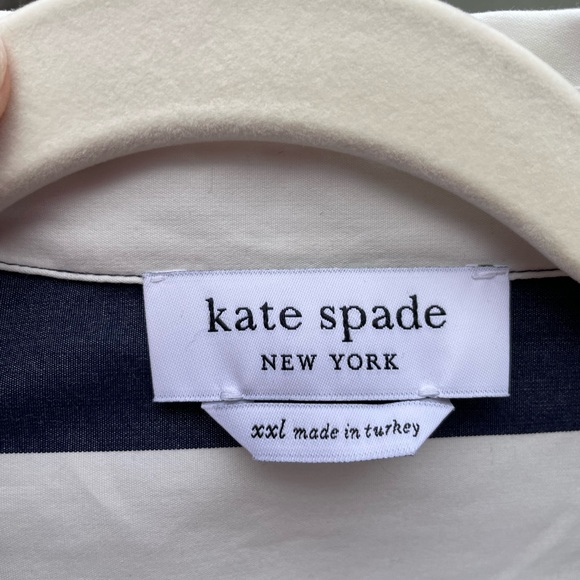 kate spade
NEW YORK
xxl made in turkey